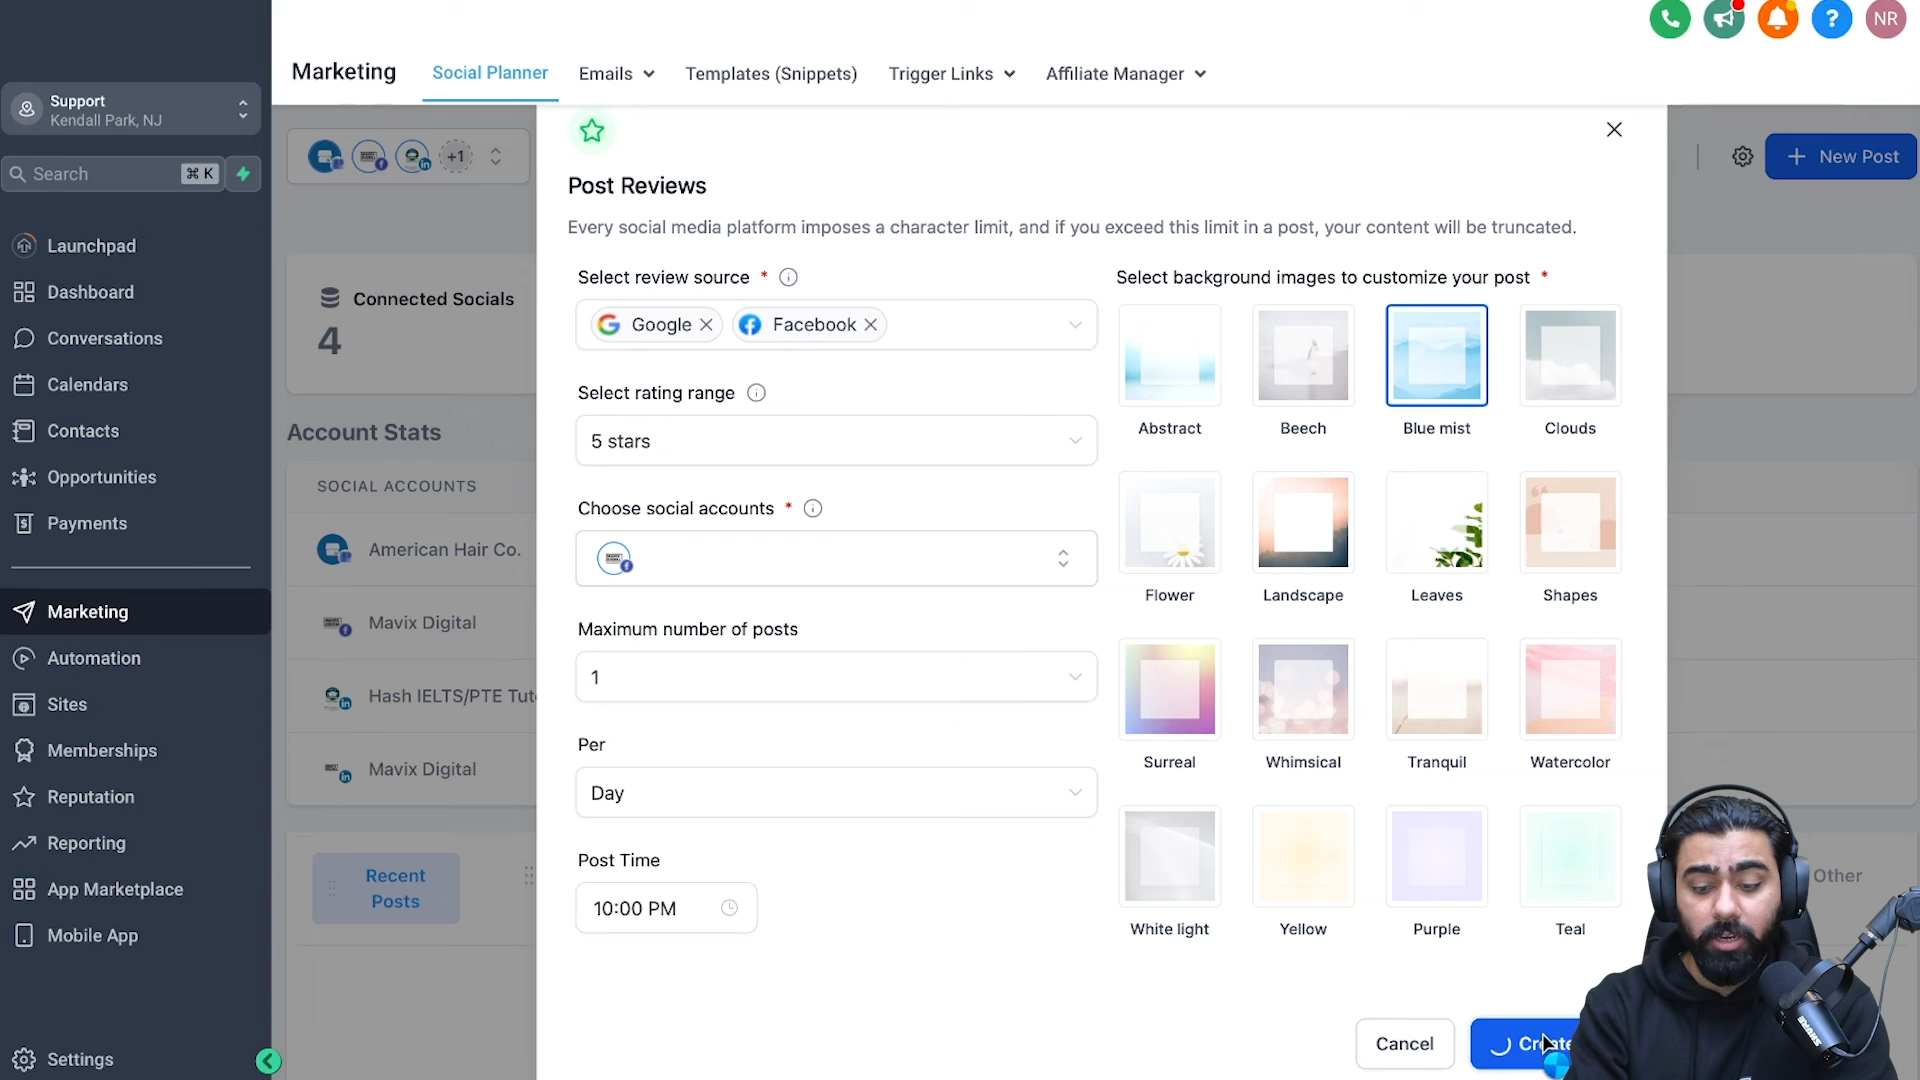 NR
Marketing
Social Planner
Emails
Templates (Snippets)
Trigger Links
Affiliate Manager
Support
Kendall Park, NJ
Search
⌘ K
+1
New Post
Launchpad
Dashboard
Conversations
Calendars
Contacts
Opportunities
Payments
Marketing
Automation
Sites
Memberships
Reputation
Reporting
App Marketplace
Mobile App
Settings
Connected Socials
4
Account Stats
SOCIAL ACCOUNTS
American Hair Co.
Mavix Digital
Hash IELTS/PTE Tut
Mavix Digital
Recent
Posts
Other
Post Reviews
Every social media platform imposes a character limit, and if you exceed this limit in a post, your content will be truncated.
Select review source *
Google
Facebook
Select rating range
5 stars
Choose social accounts *
Maximum number of posts
1
Per
Day
Post Time
10:00 PM
Select background images to customize your post *
Abstract
Beech
Blue mist
Clouds
Flower
Landscape
Leaves
Shapes
Surreal
Whimsical
Tranquil
Watercolor
White light
Yellow
Purple
Teal
Cancel
Create
SHURE